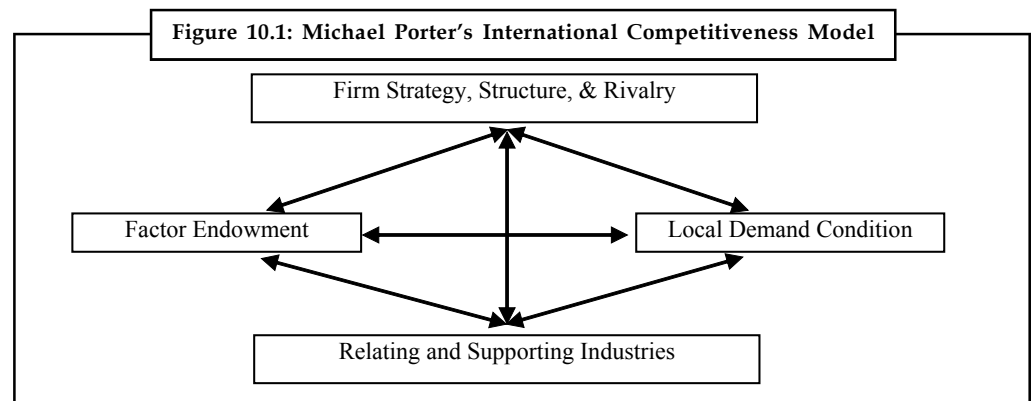 Figure 10.1: Michael Porter's International Competitiveness Model
Firm Strategy, Structure, & Rivalry
Factor Endowment
Local Demand Condition
Relating and Supporting Industries